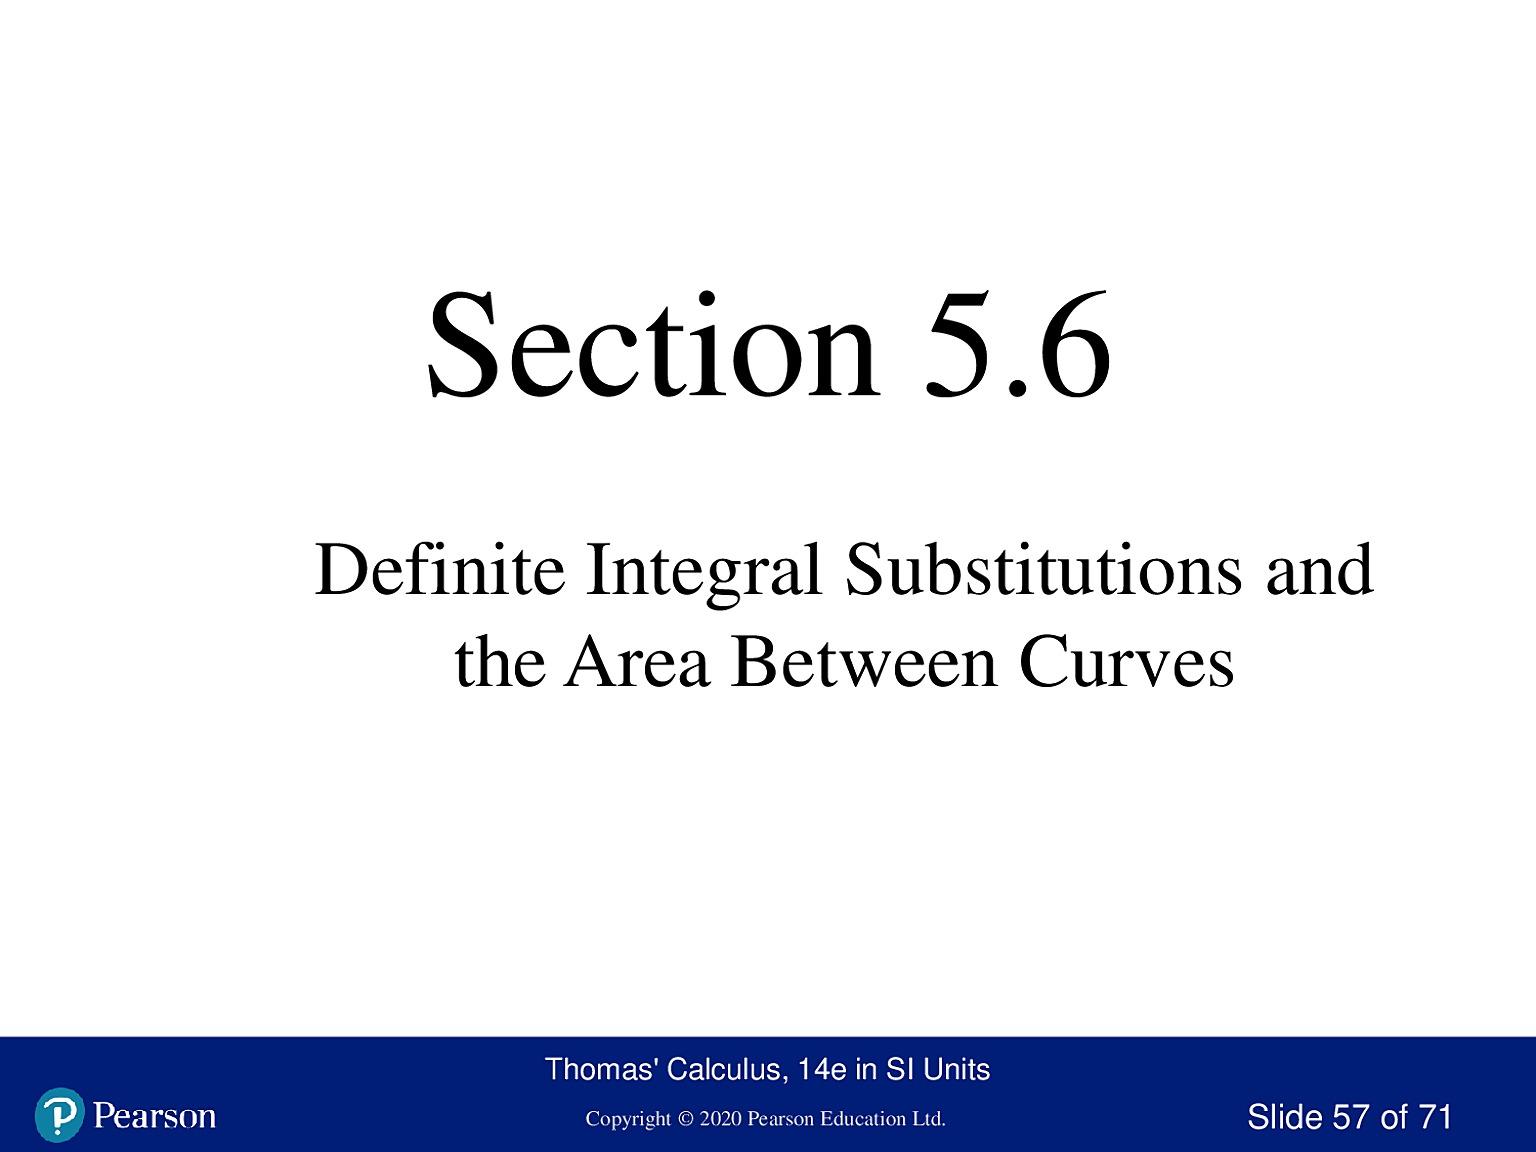 Section 5.6
Definite Integral Substitutions and
the Area Between Curves
Thomas' Calculus, 14e in SI Units
Pearson
Copyright © 2020 Pearson Education Ltd.
Slide 57 of 71